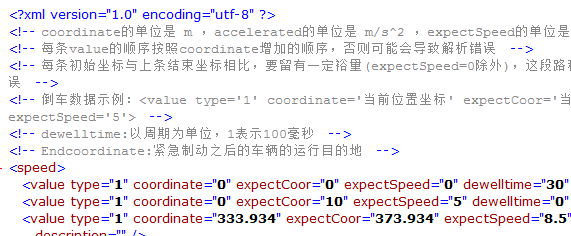 <?xml version="1.0" encoding="utf-8" ?>
<!-- coordinate的单位是 m ，accelerated的单位是 m/s^2 ，expectSpeed的单位是
<!-- 每条value的顺序按照coordinate增加的顺序，否则可能会导致解析错误 -->
<!-- 每条初始坐标与上条结束坐标相比，要留有一定裕量(expectSpeed=0除外)，这段路程
误 -->
<!-- 倒车数据示例：<value type='1' coordinate='当前位置坐标' expectCoor='当
expectSpeed='5'> -->
<!-- dewelltime:以周期为单位，1表示100毫秒 -->
<!-- Endcoordinate:紧急制动之后的车辆的运行目的地 -->
<speed>
<value type="1" coordinate="0" expectCoor="0" expectSpeed="0" dewelltime="30"
<value type="1" coordinate="0" expectCoor="10" expectSpeed="5" dewelltime="0"
<value type="1" coordinate="333.934" expectCoor="373.934" expectSpeed="8.5"
description="" />